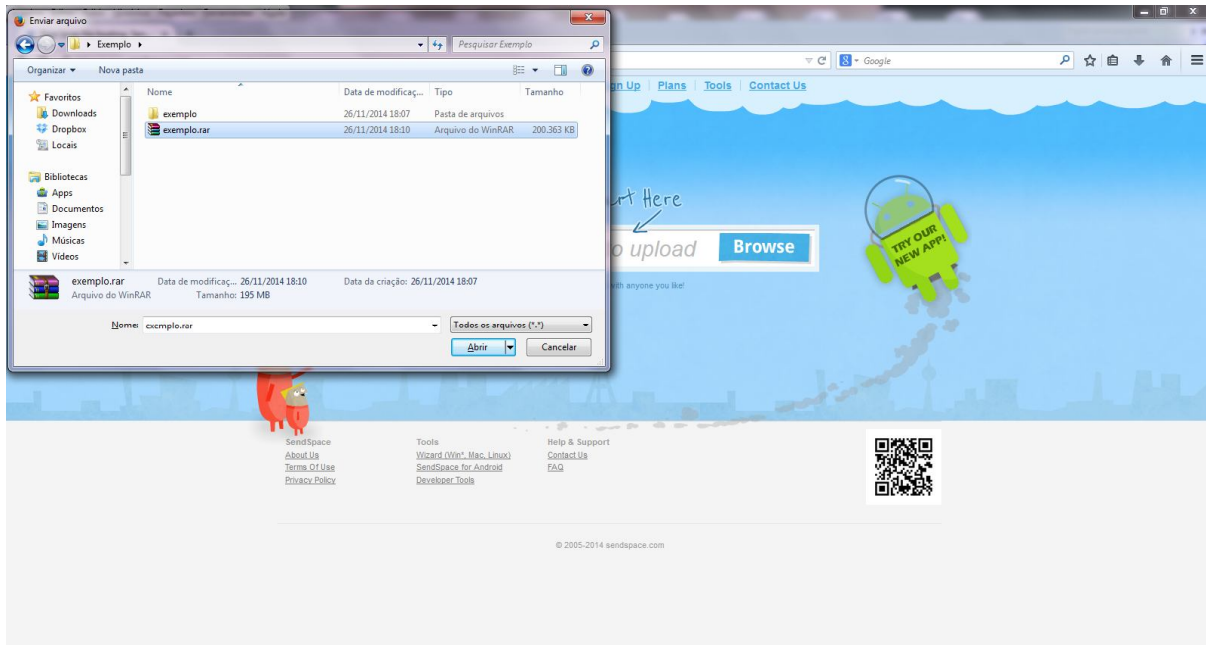 Enviar arquivo
Exemplo
Pesquisar Exemplo
Organizar
Nova pasta
Favoritos
Downloads
Dropbox
Locais
Bibliotecas
Apps
Documentos
Imagens
Músicas
Vídeos
Nome Data de modificaç... Tipo Tamanho
exemplo 26/11/2014 18:07 Pasta de arquivos
exemplo.rar 26/11/2014 18:10 Arquivo do WinRAR 200.363 KB
exemplo.rar Data de modificaç... 26/11/2014 18:10 Data da criação: 26/11/2014 18:07
Arquivo do WinRAR Tamanho: 195 MB
Nome: exemplo.rar Todos os arquivos (*.*)
Abrir Cancelar
Google
Up Plans Tools Contact Us
Here
upload Browse
with anyone you like!
TRY OUR
NEW APP!
SendSpace
About Us
Terms Of Use
Privacy Policy
Tools
Wizard (Win*, Mac, Linux)
SendSpace for Android
Developer Tools
Help & Support
Contact Us
FAQ
© 2005-2014 sendspace.com